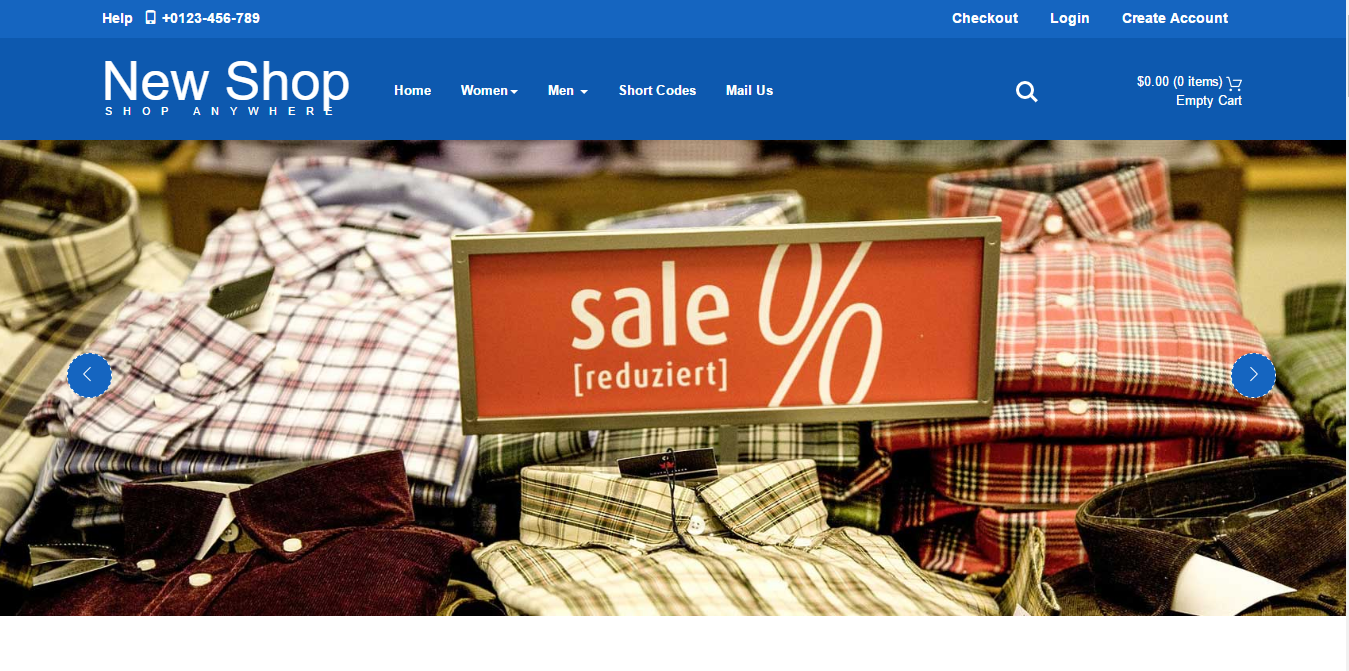 Help +0123-456-789 Checkout Login Create Account
New Shop
SHOP ANYWHERE
Home Women Men Short Codes Mail Us
$0.00 (0 items)
Empty Cart
sale %
[reduziert]